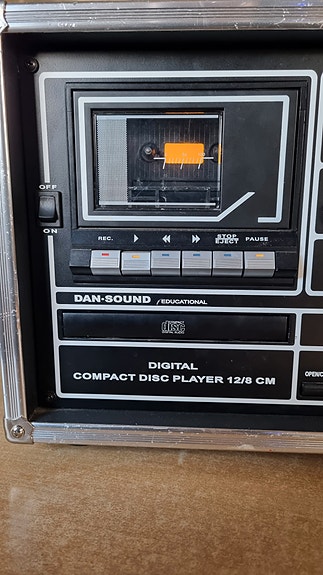 OFF
ON
REC.
STOP
EJECT
PAUSE
DAN-SOUND / EDUCATIONAL
disc
DIGITAL
COMPACT DISC PLAYER 12/8 CM
OPEN/C